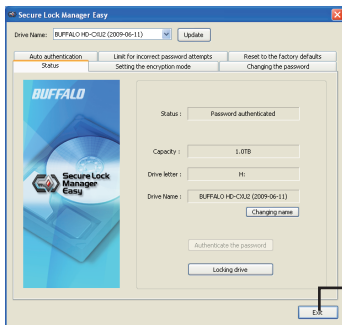 Secure Lock Manager Easy
Drive Name: BUFFALO HD-CXU2 (2009-06-11) Update
Auto authentication Limit for incorrect password attempts Reset to the factory defaults
Status Setting the encryption mode Changing the password
BUFFALO
Secure Lock
Manager
Easy
Status : Password authenticated
Capacity : 1.0TB
Drive letter : H:
Drive Name : BUFFALO HD-CXU2 (2009-06-11)
Changing name
Authenticate the password
Locking drive
Exit